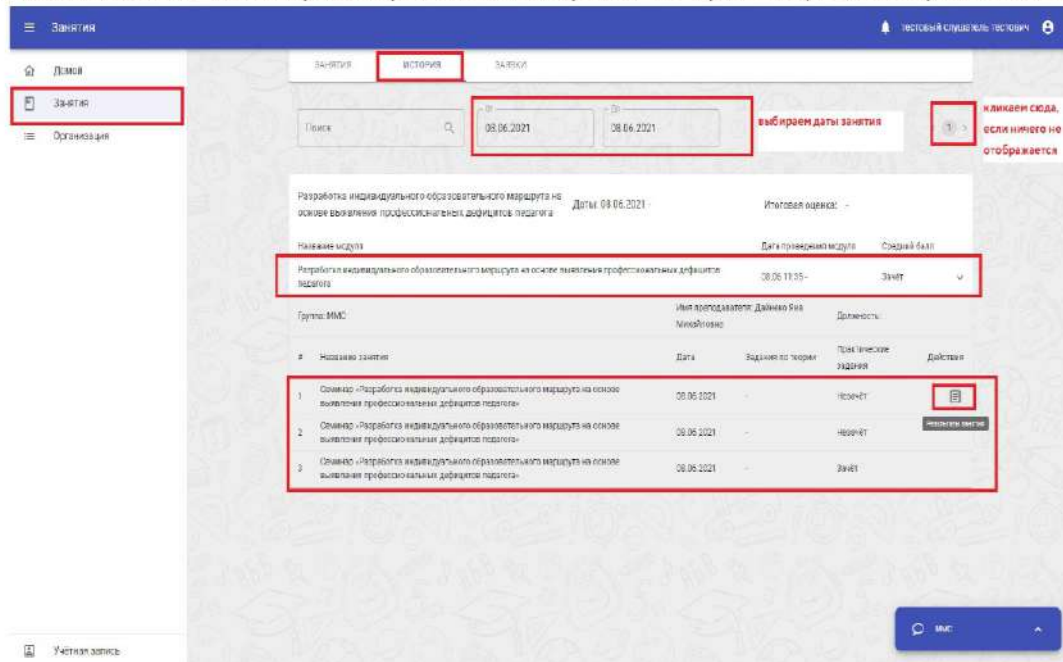 Занятия
тестовый слушатель тестович
Домой
Занятия
Организация
ЗАНЯТИЯ ИСТОРИЯ ЗАЯВКИ
Поиск
От
08.06.2021
До
08.06.2021
выбираем даты занятия
1
кликаем сюда,
если ничего не
отображается
Разработка индивидуального образовательного маршрута на
основе выявления профессиональных дефицитов педагога
Даты: 08.06.2021 -
Итоговая оценка: -
Название модуля Дата проведения модуля Средний балл
Разработка индивидуального образовательного маршрута на основе выявления профессиональных дефицитов
педагога
08.06 11:35 - Зачёт
Группа: ММС
Имя преподавателя: Дайнеко Яна
Михайловна
Должность:
# Название занятия Дата Задания по теории Практические
задания
Действия
1 Семинар «Разработка индивидуального образовательного маршрута на основе
выявления профессиональных дефицитов педагога»
08.06.2021 - Незачёт
Результаты занятия
2 Семинар «Разработка индивидуального образовательного маршрута на основе
выявления профессиональных дефицитов педагога»
08.06.2021 - Незачёт
3 Семинар «Разработка индивидуального образовательного маршрута на основе
выявления профессиональных дефицитов педагога»
08.06.2021 - Зачёт
ММС
Учётная запись